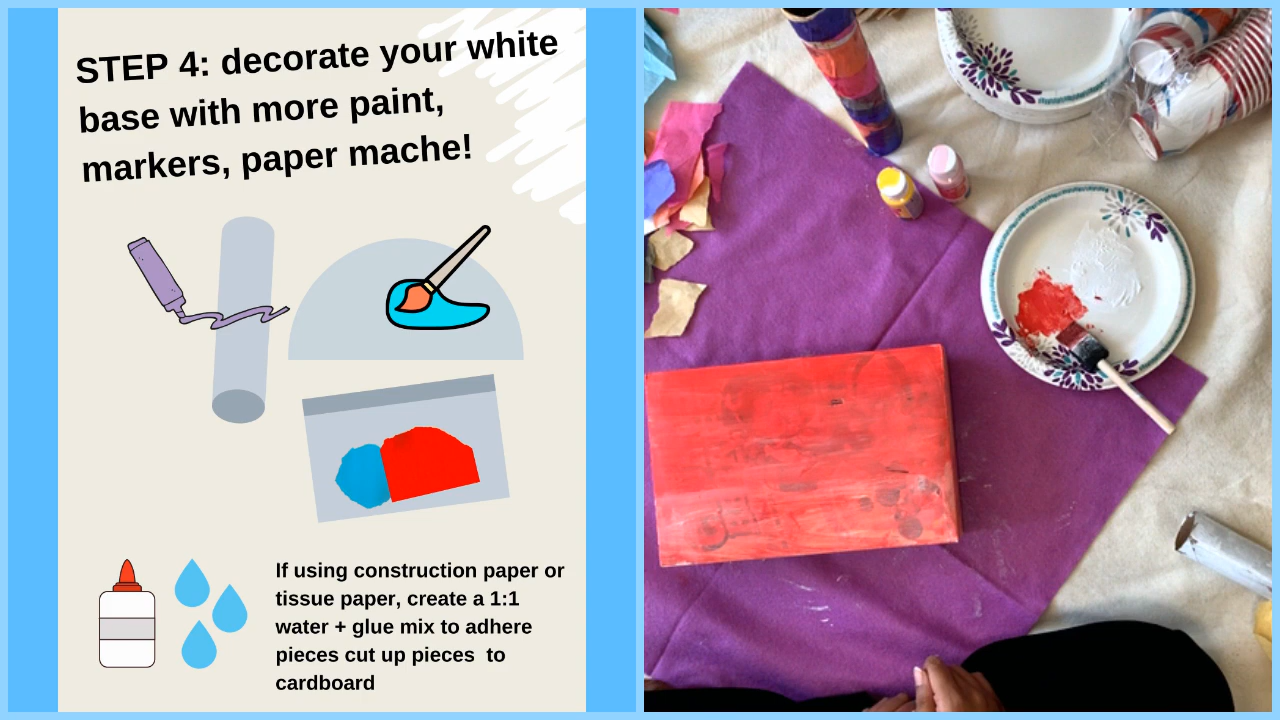 STEP 4: decorate your white
base with more paint,
markers, paper mache!
If using construction paper or
tissue paper, create a 1:1
water + glue mix to adhere
pieces cut up pieces  to
cardboard